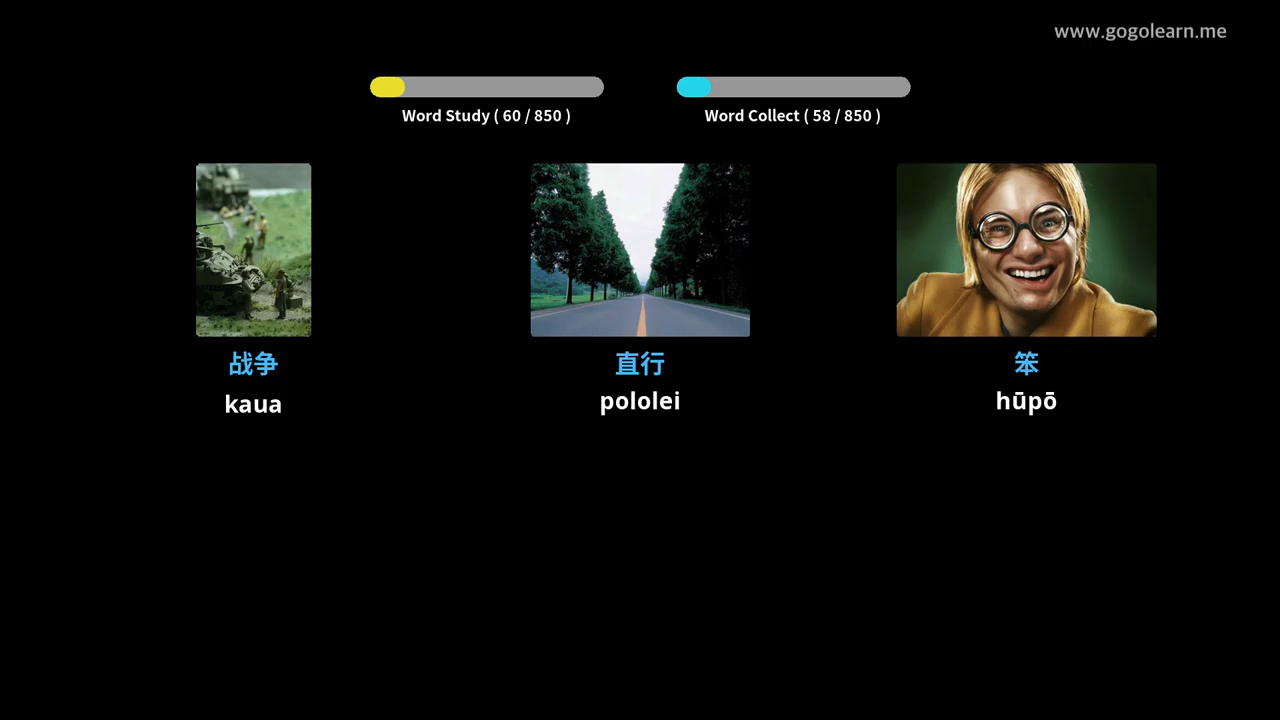 www.gogolearn.me
Word Study ( 60 / 850 )
Word Collect ( 58 / 850 )
战争
直行
笨
kaua
pololei
hūpō